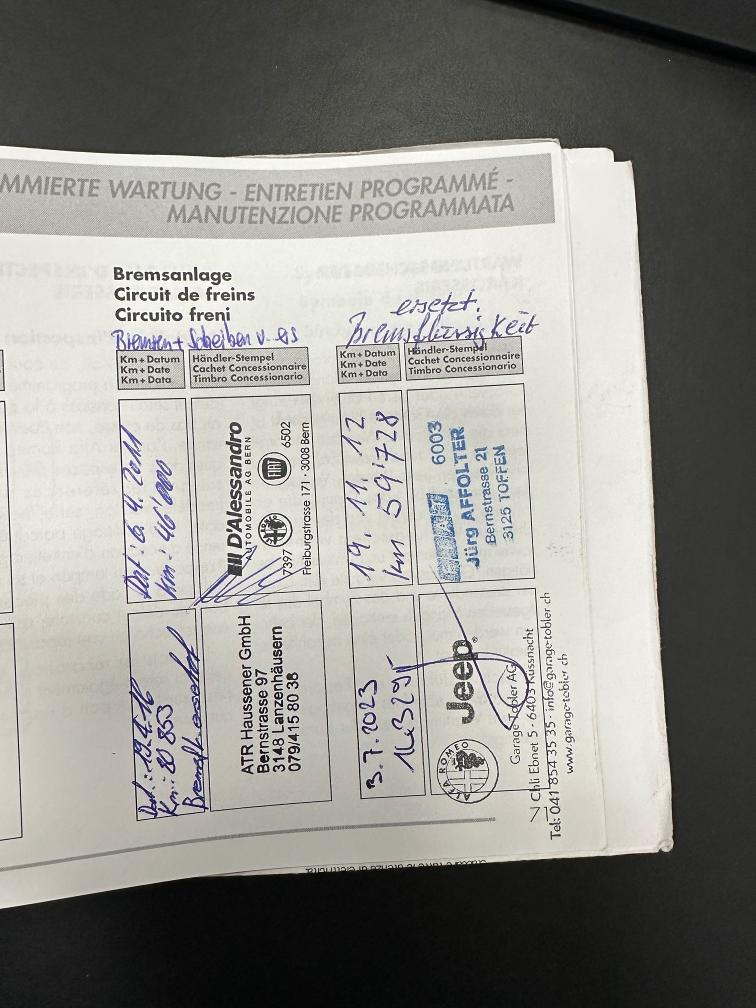 MMIERTE WARTUNG - ENTRETIEN PROGRAMMÉ -
MANUTENZIONE PROGRAMMATA
Bremsanlage
Circuit de freins
Circuito freni
Bremsen + Scheiben v.
Km + Datum
Km + Date
Km + Data
Händler-Stempel
Cachet Concessionnaire
Timbro Concessionario
Dat: 6.4.2011
km: 46'000
D'Alessandro
AUTOMOBILE AG BERN
7397
FIAT
6502
Freiburgstrasse 171 · 3008 Bern
Dat.: 19.4.16
Km: 80 853
ATR Haussener GmbH
Bernstrasse 97
3148 Lanzenhäusern
079/415 80 38
ersetzt.
Bremsflüssigkeit
Km + Datum
Km + Date
Km + Data
Händler-Stempel
Cachet Concessionnaire
Timbro Concessionario
19.11.12
km 59'728
FIAT 6003
Jürg AFFOLTER
Bernstrasse 21
3125 TOFFEN
3.7.2023
ALFA ROMEO
Jeep®
Garage Tobler AG
Chli Ebnet 5 - 6403 Küssnacht
Tel: 041 854 35 35 · info@garage-tobler.ch
www.garage-tobler.ch